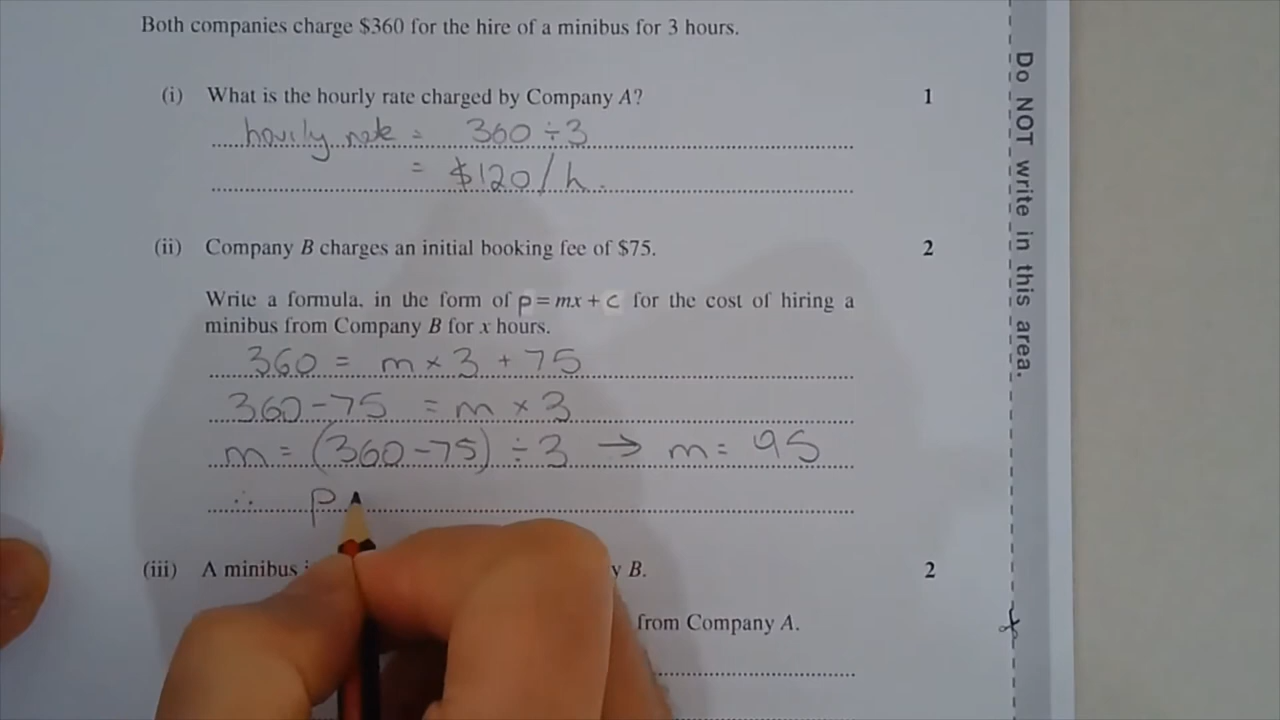 Both companies charge $360 for the hire of a minibus for 3 hours.
(i) What is the hourly rate charged by Company A? 1
hourly rate = 360 ÷ 3
= $120/h.
(ii) Company B charges an initial booking fee of $75. 2
Write a formula, in the form of p = mx + c for the cost of hiring a
minibus from Company B for x hours.
360 = m × 3 + 75
360 - 75 = m × 3
m = (360 - 75) ÷ 3 → m = 95
∴ p
(iii) A minibus B. 2
from Company A.
Do NOT write in this area.